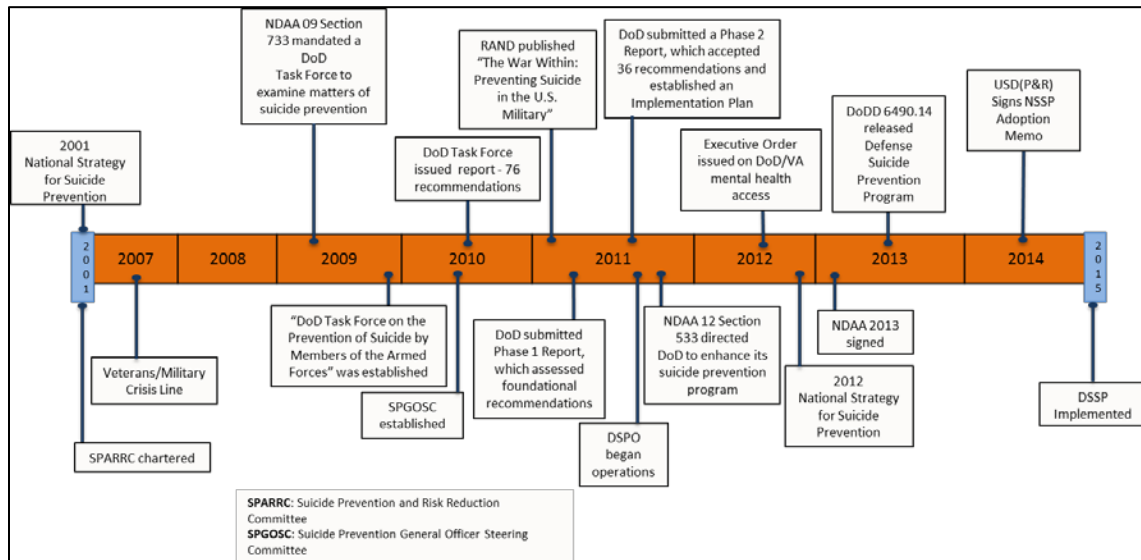 NDAA 09 Section
733 mandated a
DoD
Task Force to
examine matters of
suicide prevention
RAND published
“The War Within:
Preventing Suicide
in the U.S.
Military”
DoD submitted a Phase 2
Report, which accepted
36 recommendations and
established an
Implementation Plan
USD(P&R)
Signs NSSP
Adoption
Memo
DoDD 6490.14
released
Defense
Suicide
Prevention
Program
2001
National Strategy
for Suicide
Prevention
DoD Task Force
issued report - 76
recommendations
Executive Order
issued on DoD/VA
mental health
access
2001
2007
2008
2009
2010
2011
2012
2013
2014
2015
“DoD Task Force on the
Prevention of Suicide by
Members of the Armed
Forces” was established
DoD submitted
Phase 1 Report,
which assessed
foundational
recommendations
NDAA 12 Section
533 directed
DoD to enhance its
suicide prevention
program
NDAA 2013
signed
Veterans/Military
Crisis Line
SPGOSC
established
2012
National Strategy
for Suicide
Prevention
DSSP
Implemented
SPARRC chartered
DSPO
began
operations
SPARRC: Suicide Prevention and Risk Reduction
Committee
SPGOSC: Suicide Prevention General Officer Steering
Committee